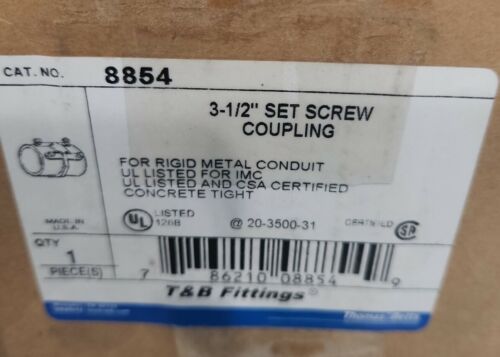 CAT. NO. 8854
3-1/2" SET SCREW
COUPLING
FOR RIGID METAL CONDUIT
UL LISTED FOR IMC
UL LISTED AND CSA CERTIFIED
CONCRETE TIGHT
MADE IN
U.S.A.
UL LISTED
126B
@ 20-3500-31
CERTIFIED
QTY
1
PIECE(S)
7 86210 08854 9
T&B Fittings®
Thomas&Betts